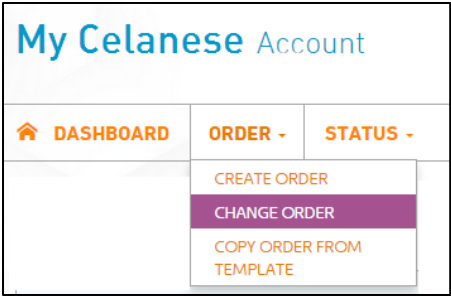 My Celanese Account
DASHBOARD ORDER STATUS
CREATE ORDER
CHANGE ORDER
COPY ORDER FROM
TEMPLATE